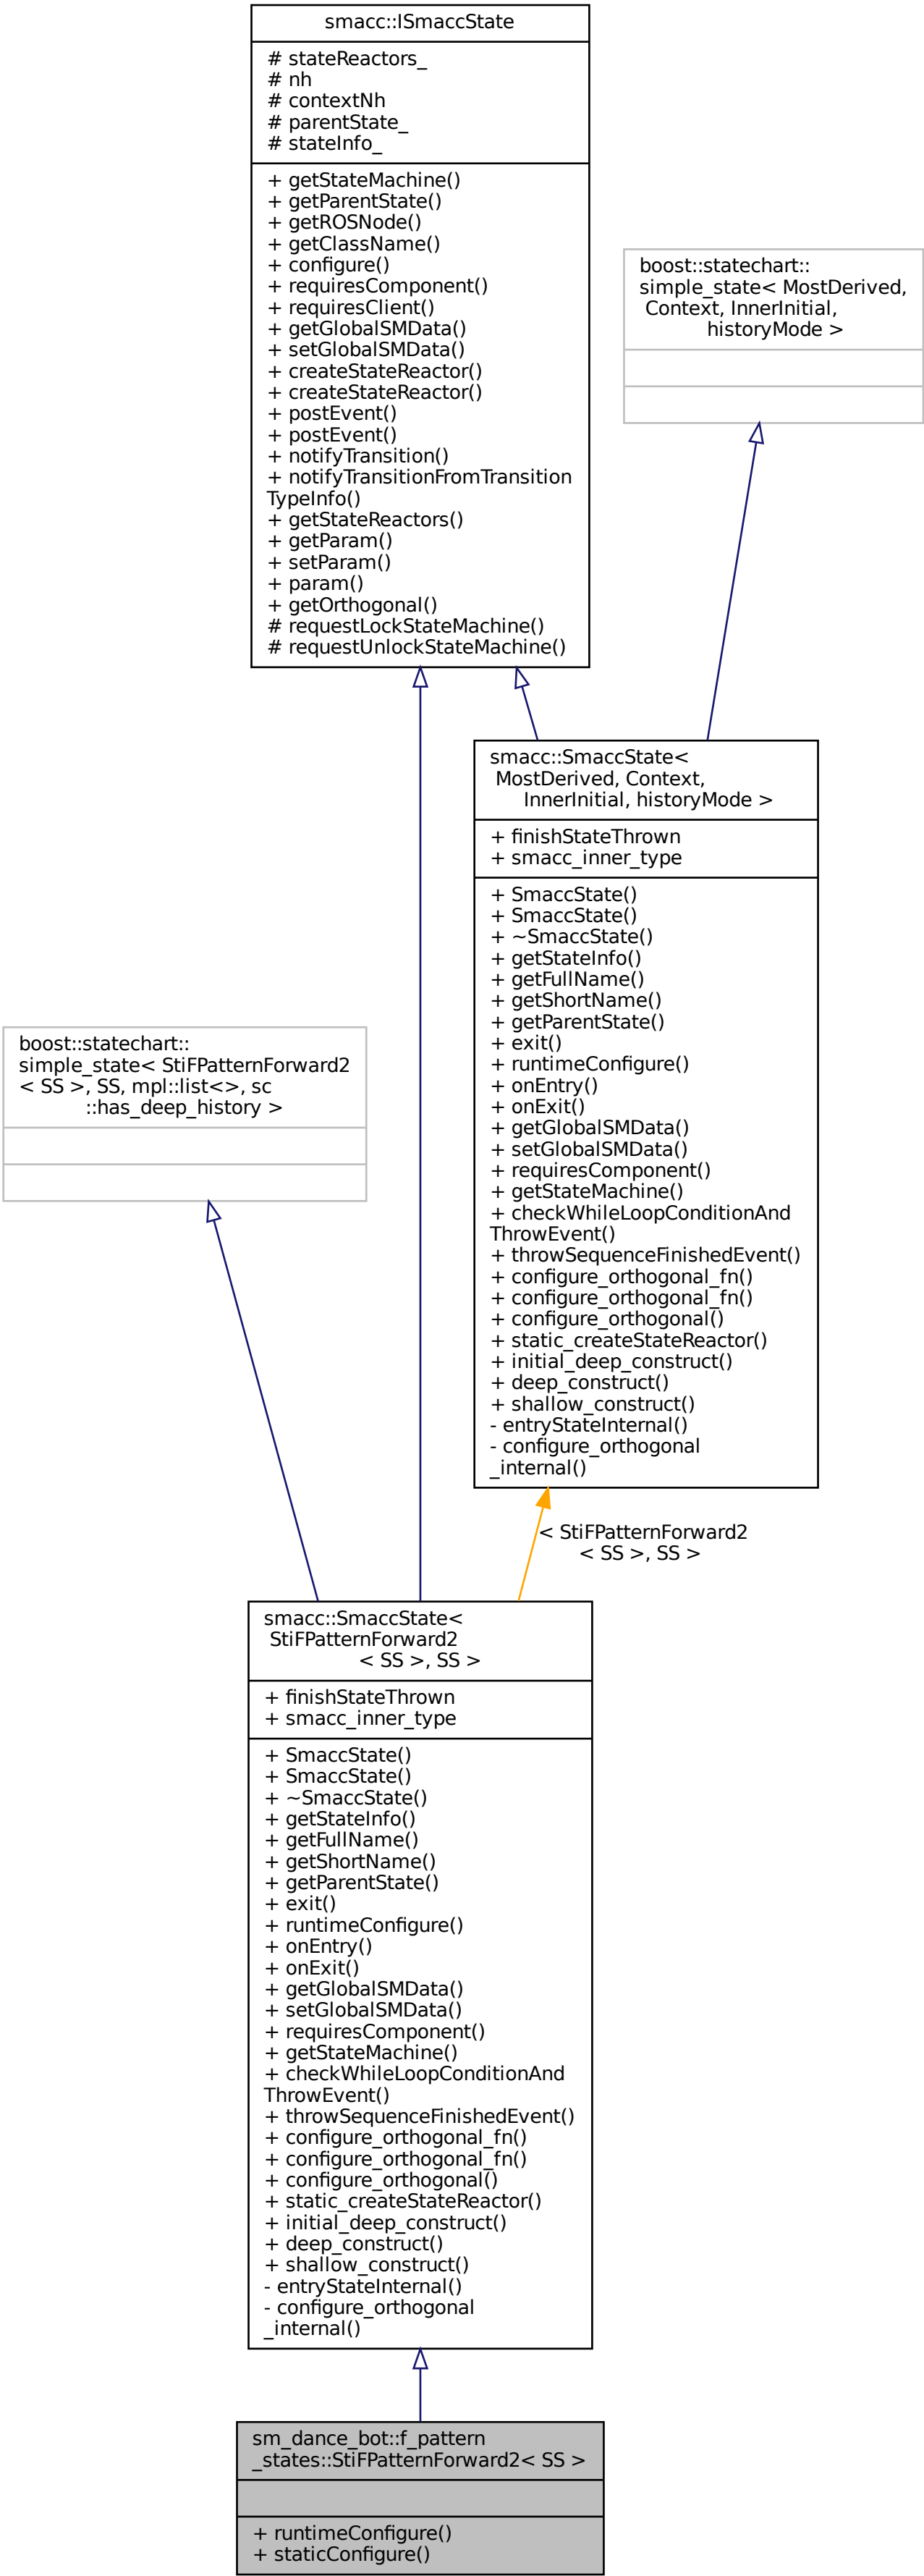 smacc::ISmaccState
# stateReactors_
# nh
# contextNh
# parentState_
# stateInfo_
+ getStateMachine()
+ getParentState()
+ getROSNode()
+ getClassName()
+ configure()
+ requiresComponent()
+ requiresClient()
+ getGlobalSMData()
+ setGlobalSMData()
+ createStateReactor()
+ createStateReactor()
+ postEvent()
+ postEvent()
+ notifyTransition()
+ notifyTransitionFromTransition
TypeInfo()
+ getStateReactors()
+ getParam()
+ setParam()
+ param()
+ getOrthogonal()
# requestLockStateMachine()
# requestUnlockStateMachine()
boost::statechart::
simple_state< MostDerived,
Context, InnerInitial,
historyMode >
smacc::SmaccState<
MostDerived, Context,
InnerInitial, historyMode >
+ finishStateThrown
+ smacc_inner_type
+ SmaccState()
+ SmaccState()
+ ~SmaccState()
+ getStateInfo()
+ getFullName()
+ getShortName()
+ getParentState()
+ exit()
+ runtimeConfigure()
+ onEntry()
+ onExit()
+ getGlobalSMData()
+ setGlobalSMData()
+ requiresComponent()
+ getStateMachine()
+ checkWhileLoopConditionAnd
ThrowEvent()
+ throwSequenceFinishedEvent()
+ configure_orthogonal_fn()
+ configure_orthogonal_fn()
+ configure_orthogonal()
+ static_createStateReactor()
+ initial_deep_construct()
+ deep_construct()
+ shallow_construct()
- entryStateInternal()
- configure_orthogonal
_internal()
boost::statechart::
simple_state< StiFPatternForward2
< SS >, SS, mpl::list<>, sc
::has_deep_history >
< StiFPatternForward2
< SS >, SS >
smacc::SmaccState<
StiFPatternForward2
< SS >, SS >
+ finishStateThrown
+ smacc_inner_type
+ SmaccState()
+ SmaccState()
+ ~SmaccState()
+ getStateInfo()
+ getFullName()
+ getShortName()
+ getParentState()
+ exit()
+ runtimeConfigure()
+ onEntry()
+ onExit()
+ getGlobalSMData()
+ setGlobalSMData()
+ requiresComponent()
+ getStateMachine()
+ checkWhileLoopConditionAnd
ThrowEvent()
+ throwSequenceFinishedEvent()
+ configure_orthogonal_fn()
+ configure_orthogonal_fn()
+ configure_orthogonal()
+ static_createStateReactor()
+ initial_deep_construct()
+ deep_construct()
+ shallow_construct()
- entryStateInternal()
- configure_orthogonal
_internal()
sm_dance_bot::f_pattern
_states::StiFPatternForward2< SS >
+ runtimeConfigure()
+ staticConfigure()